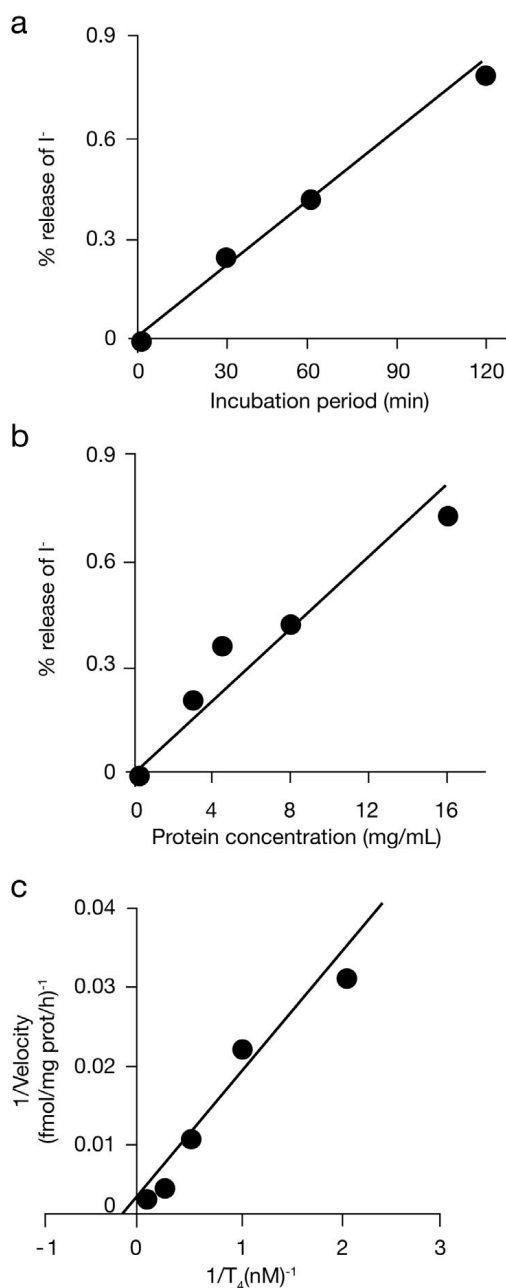 a
0.9
0.6
0.3
0
% release of I-
0 30 60 90 120
Incubation period (min)
b
0.9
0.6
0.3
0
% release of I-
0 4 8 12 16
Protein concentration (mg/mL)
c
0.04
0.03
0.02
0.01
0
1/Velocity
(fmol/mg prot/h)-1
-1 0 1 2 3
1/T4(nM)-1